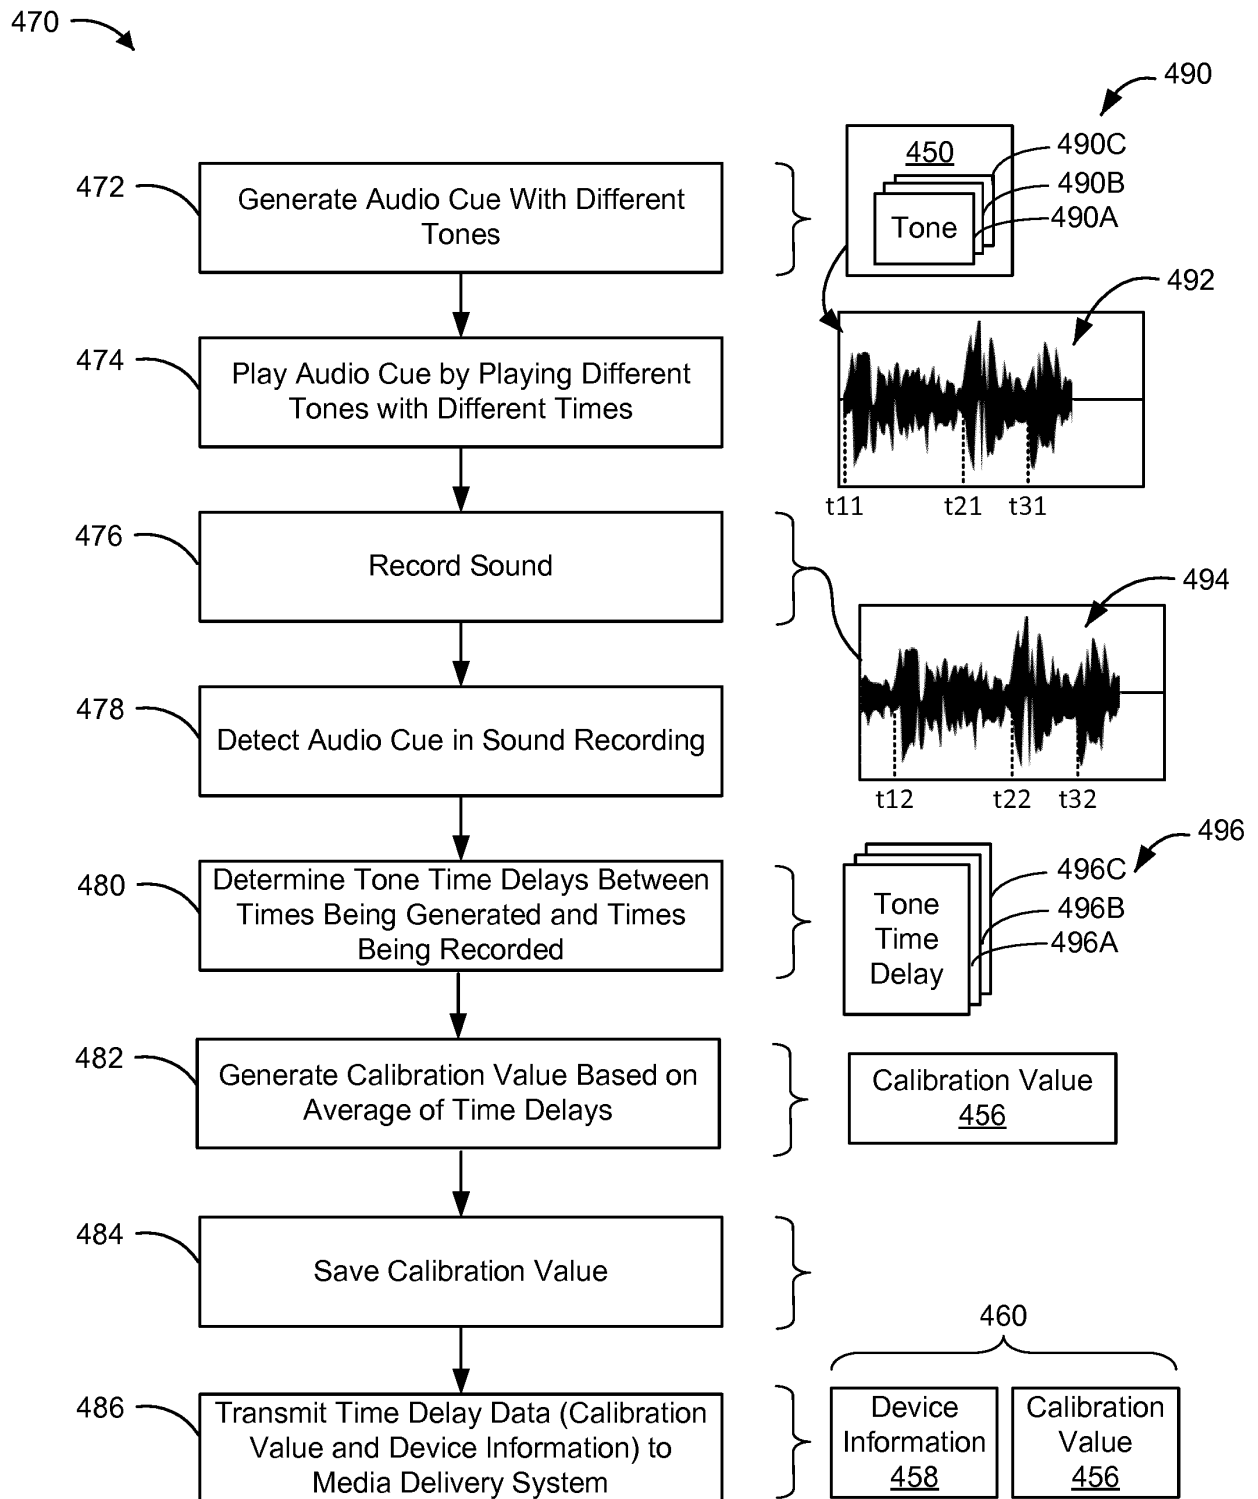 470
490
450
490C
472
490B
Generate Audio Cue With Different
Tones
Tone
490A
492
474
Play Audio Cue by Playing Different
Tones with Different Times
t11
t21
t31
476
Record Sound
494
478
Detect Audio Cue in Sound Recording
t12
t22
t32
496
480
Determine Tone Time Delays Between
Times Being Generated and Times
Being Recorded
Tone
Time
Delay
496C
496B
496A
482
Generate Calibration Value Based on
Average of Time Delays
Calibration Value
456
484
Save Calibration Value
460
486
Transmit Time Delay Data (Calibration
Value and Device Information) to
Media Delivery System
Device
Information
458
Calibration
Value
456